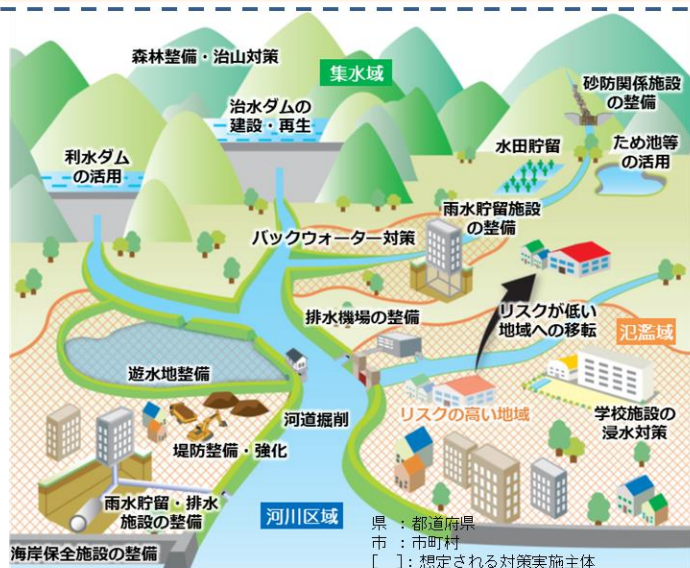 森林整備・治山対策
集水域
砂防関係施設
の整備
治水ダムの
建設・再生
水田貯留
ため池等
の活用
利水ダム
の活用
雨水貯留施設
の整備
バックウォーター対策
排水機場の整備
リスクが低い
地域への移転
氾濫域
遊水地整備
リスクの高い地域
学校施設の
浸水対策
河道掘削
堤防整備・強化
雨水貯留・排水
施設の整備
河川区域
海岸保全施設の整備
県 :都道府県
市 :市町村
[ ]:想定される対策実施主体